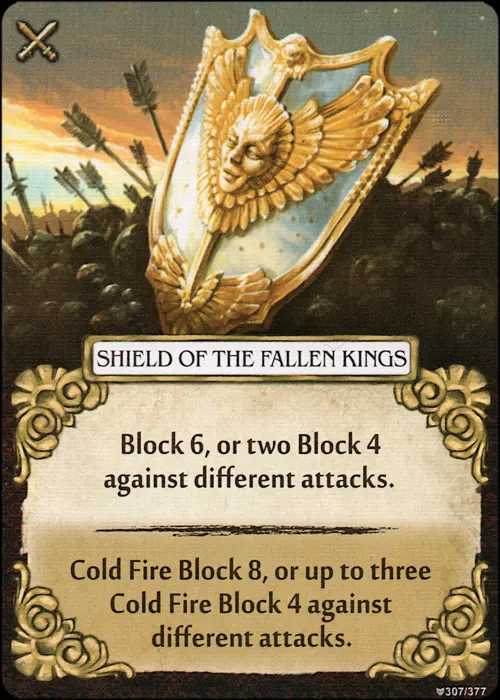 SHIELD OF THE FALLEN KINGS
Block 6, or two Block 4
against different attacks.
Cold Fire Block 8, or up to three
Cold Fire Block 4 against
different attacks.
307/377